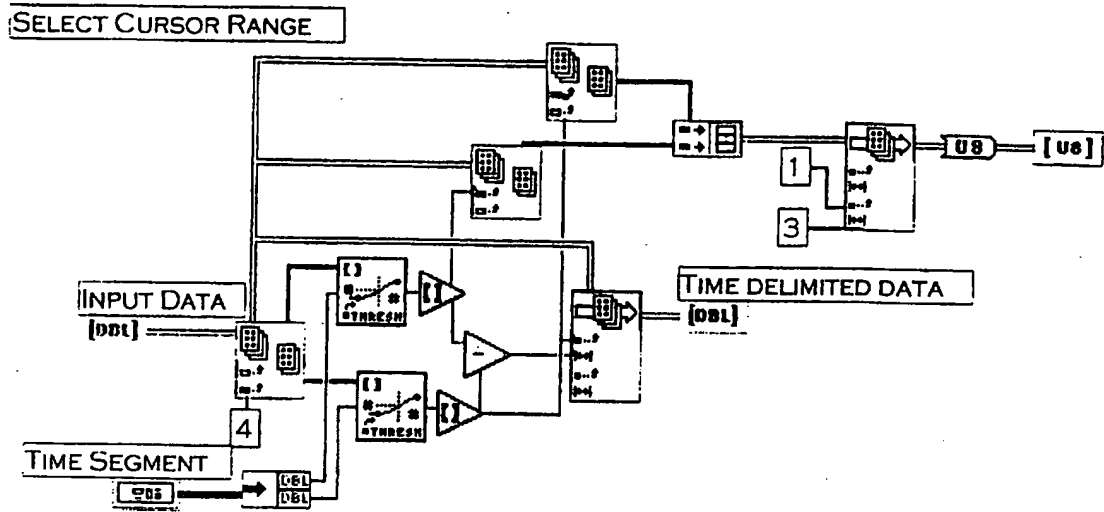 SELECT CURSOR RANGE
U8
[U8]
1
3
INPUT DATA
[DBL]
[ ]
THRESH
[ ]
TIME DELIMITED DATA
[DBL]
-
[ ]
THRESH
[ ]
4
TIME SEGMENT
DBL
DBL